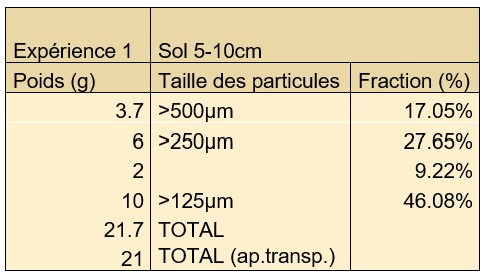 Expérience 1 Sol 5-10cm
Poids (g) Taille des particules Fraction (%)
3.7 >500µm 17.05%
6 >250µm 27.65%
2 9.22%
10 >125µm 46.08%
21.7 TOTAL
21 TOTAL (ap.transp.)